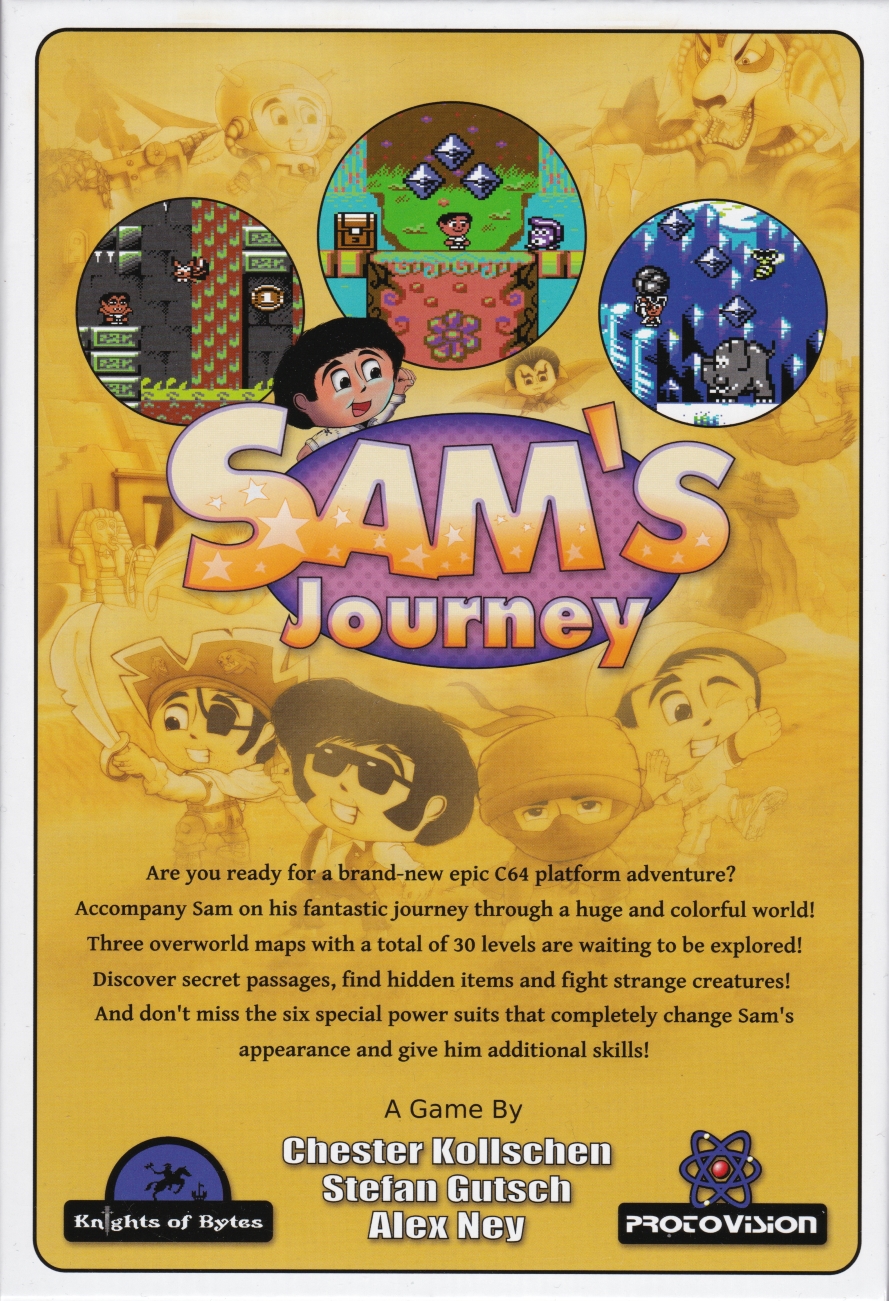 SAM'S
Journey
Are you ready for a brand-new epic C64 platform adventure?
Accompany Sam on his fantastic journey through a huge and colorful world!
Three overworld maps with a total of 30 levels are waiting to be explored!
Discover secret passages, find hidden items and fight strange creatures!
And don't miss the six special power suits that completely change Sam's
appearance and give him additional skills!
A Game By
Chester Kollschen
Stefan Gutsch
Alex Ney
Knights of Bytes
PROTOVISION